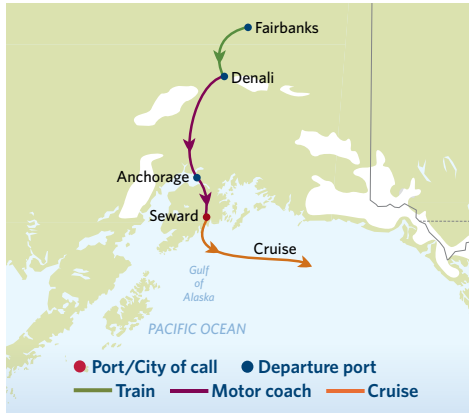 Fairbanks
Denali
Anchorage
Seward
Cruise
Gulf
of
Alaska
PACIFIC OCEAN
Port/City of call Departure port
Train Motor coach Cruise